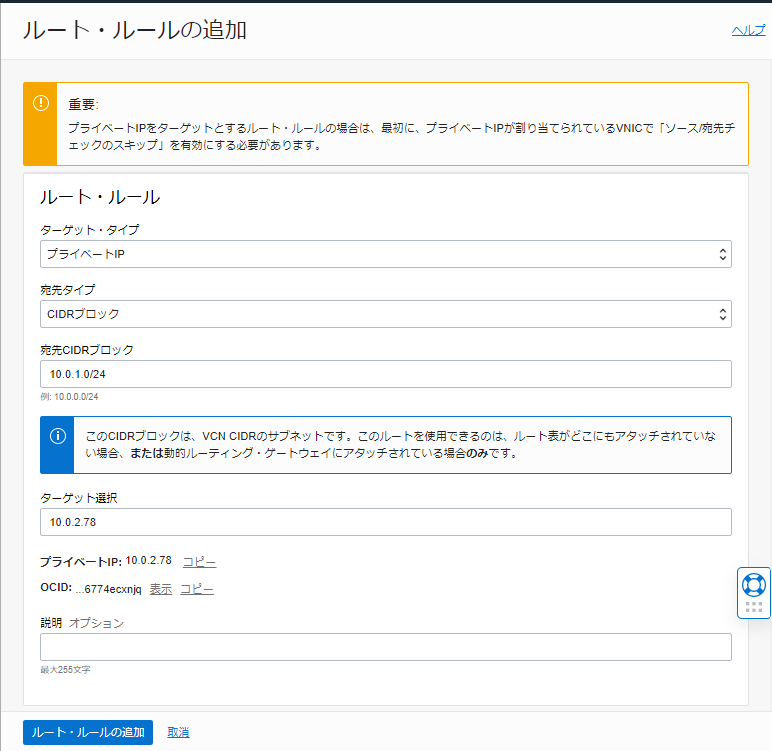 ルート・ルールの追加
ヘルプ
重要:
プライベートIPをターゲットとするルート・ルールの場合は、最初に、プライベートIPが割り当てられているVNICで「ソース/宛先チ
ェックのスキップ」を有効にする必要があります。
ルート・ルール
ターゲット・タイプ
プライベートIP
宛先タイプ
CIDRブロック
宛先CIDRブロック
10.0.1.0/24
例: 10.0.0.0/24
このCIDRブロックは、VCN CIDRのサブネットです。このルートを使用できるのは、ルート表がどこにもアタッチされていな
い場合、または動的ルーティング・ゲートウェイにアタッチされている場合のみです。
ターゲット選択
10.0.2.78
プライベートIP: 10.0.2.78 コピー
OCID: ...6774ecxnjq 表示 コピー
説明 オプション
最大255文字
ルート・ルールの追加 取消